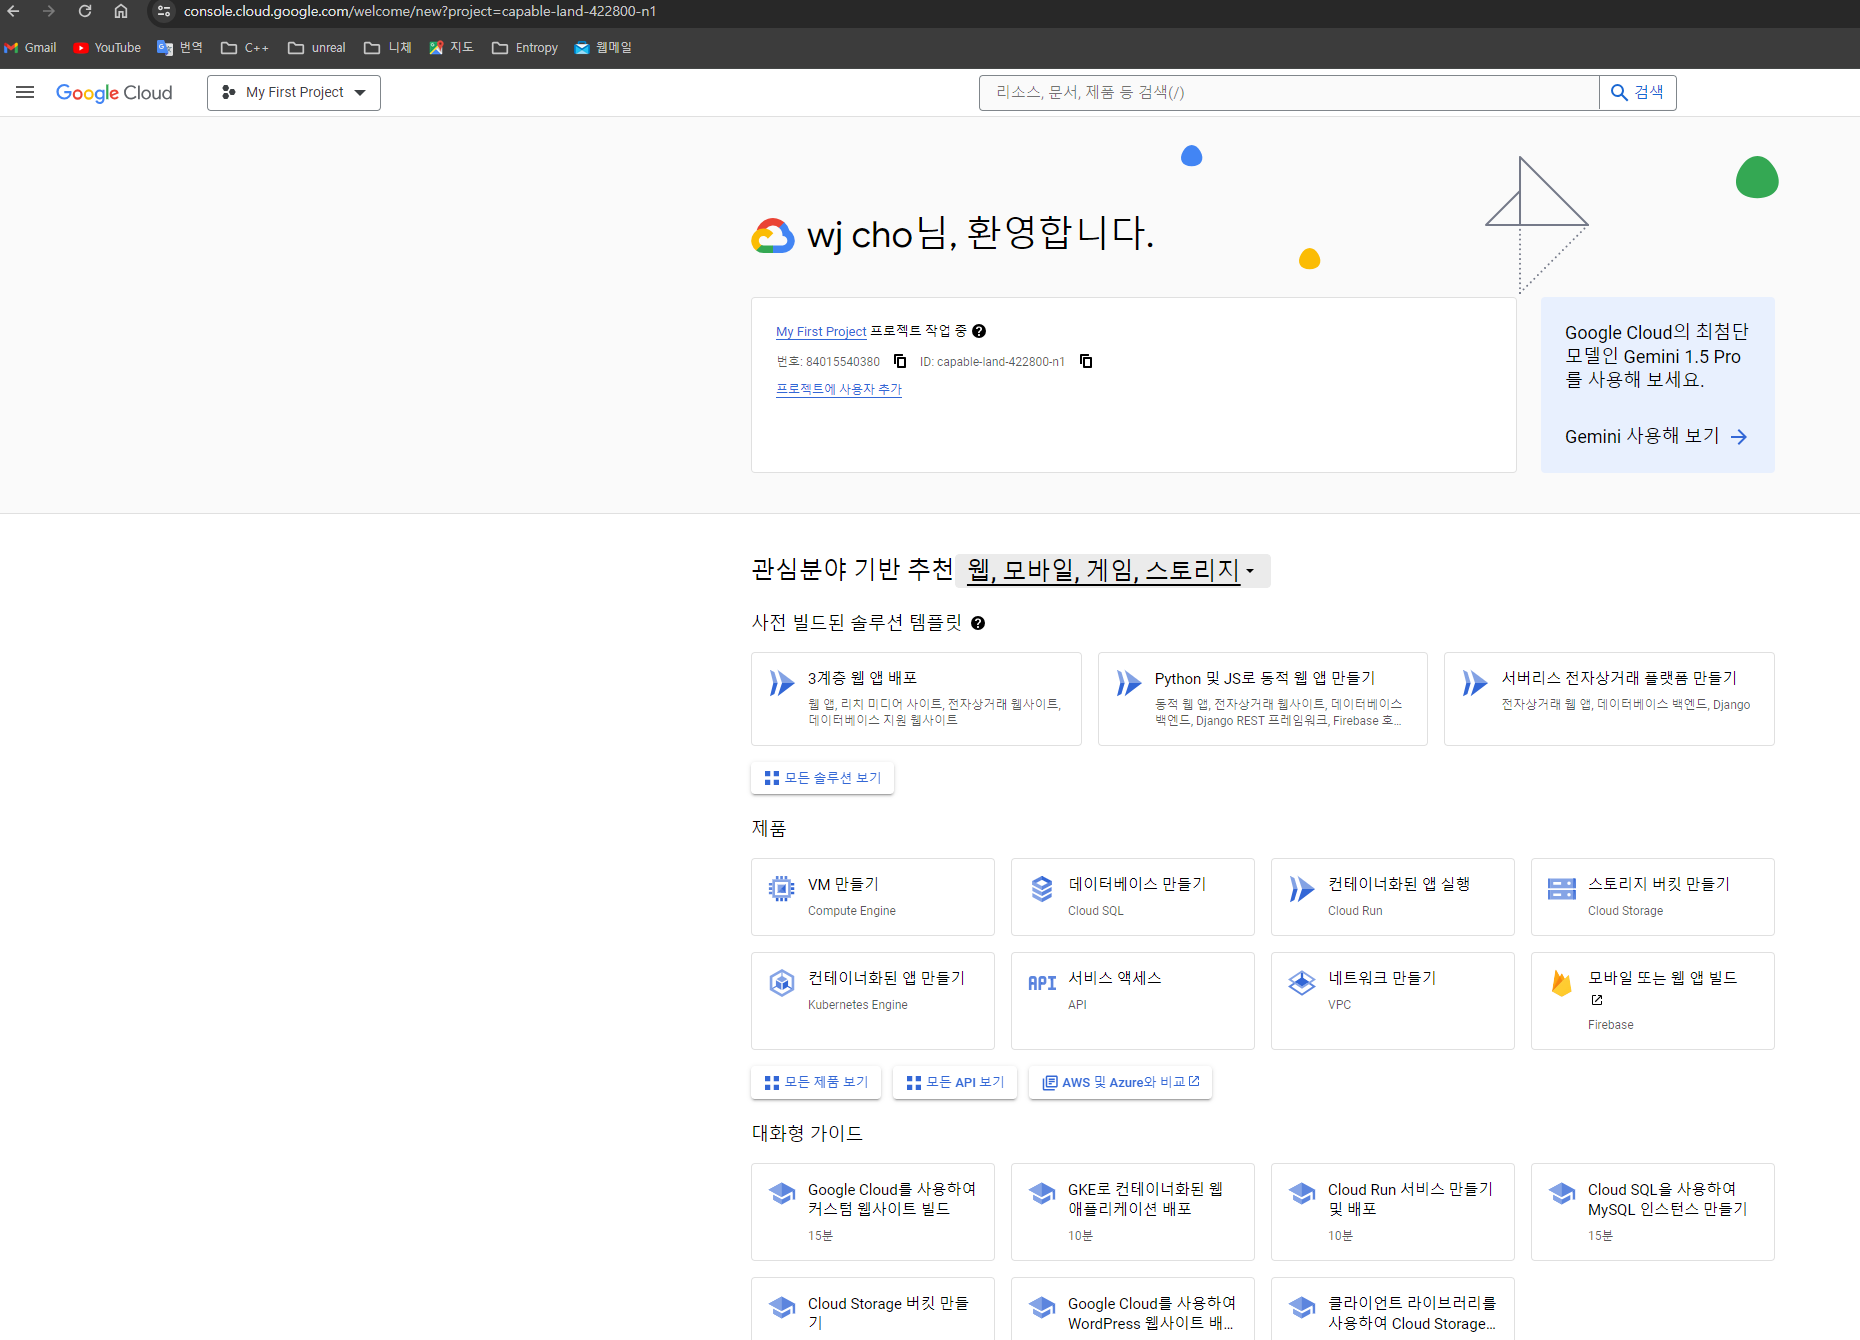 console.cloud.google.com/welcome/new?project=capable-land-422800-n1
Gmail YouTube 번역 C++ unreal 니체 지도 Entropy 웹메일
Google Cloud My First Project 리소스, 문서, 제품 등 검색(/) 검색
wj cho님, 환영합니다.
My First Project 프로젝트 작업 중
번호: 84015540380 ID: capable-land-422800-n1
프로젝트에 사용자 추가
Google Cloud의 최첨단
모델인 Gemini 1.5 Pro
를 사용해 보세요.
Gemini 사용해 보기
관심분야 기반 추천 웹, 모바일, 게임, 스토리지
사전 빌드된 솔루션 템플릿
3계층 웹 앱 배포
웹 앱, 리치 미디어 사이트, 전자상거래 웹사이트,
데이터베이스 지원 웹사이트
Python 및 JS로 동적 웹 앱 만들기
동적 웹 앱, 전자상거래 웹사이트, 데이터베이스
백엔드, Django REST 프레임워크, Firebase 호...
서버리스 전자상거래 플랫폼 만들기
전자상거래 웹 앱, 데이터베이스 백엔드, Django
모든 솔루션 보기
제품
VM 만들기
Compute Engine
데이터베이스 만들기
Cloud SQL
컨테이너화된 앱 실행
Cloud Run
스토리지 버킷 만들기
Cloud Storage
컨테이너화된 앱 만들기
Kubernetes Engine
API
서비스 액세스
API
네트워크 만들기
VPC
모바일 또는 웹 앱 빌드
Firebase
모든 제품 보기 모든 API 보기 AWS 및 Azure와 비교
대화형 가이드
Google Cloud를 사용하여
커스텀 웹사이트 빌드
15분
GKE로 컨테이너화된 웹
애플리케이션 배포
10분
Cloud Run 서비스 만들기
및 배포
10분
Cloud SQL을 사용하여
MySQL 인스턴스 만들기
15분
Cloud Storage 버킷 만들
기
Google Cloud를 사용하여
WordPress 웹사이트 배...
클라이언트 라이브러리를
사용하여 Cloud Storage...